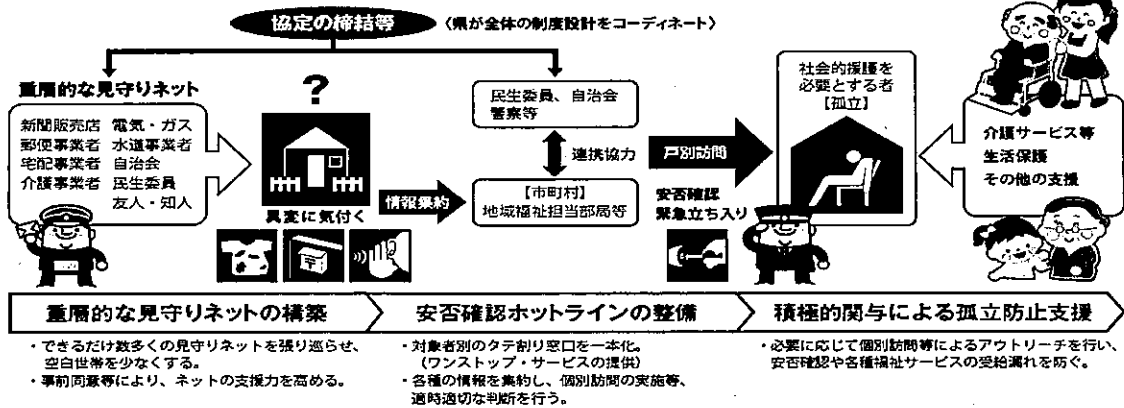 協定の締結等
〈県が全体の制度設計をコーディネート〉
重層的な見守りネット
新聞販売店 電気・ガス
郵便事業者 水道事業者
宅配事業者 自治会
介護事業者 民生委員
友人・知人
?
異変に気付く
情報集約
民生委員、自治会
警察等
連携協力
【市町村】
地域福祉担当部局等
戸別訪問
安否確認
緊急立ち入り
社会的援護を
必要とする者
【孤立】
介護サービス等
生活保護
その他の支援
重層的な見守りネットの構築
・できるだけ数多くの見守りネットを張り巡らせ、
空白世帯を少なくする。
・事前同意等により、ネットの支援力を高める。
安否確認ホットラインの整備
・対象者別のタテ割り窓口を一本化。
(ワンストップ・サービスの提供)
・各種の情報を集約し、個別訪問の実施等、
適時適切な判断を行う。
積極的関与による孤立防止支援
・必要に応じて個別訪問等によるアウトリーチを行い、
安否確認や各種福祉サービスの受給漏れを防ぐ。